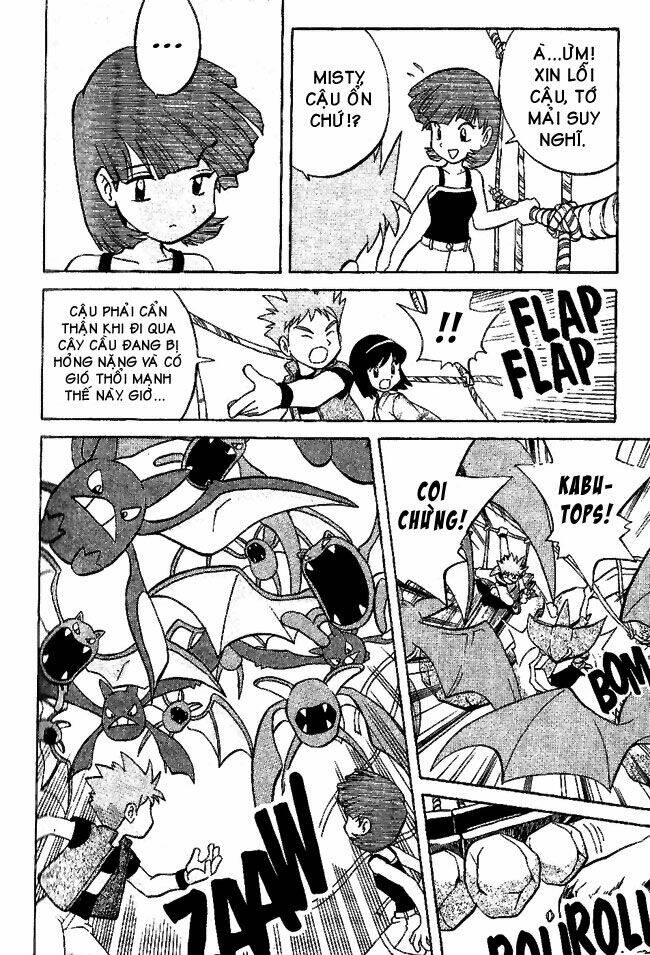 ...
MISTY,
CẬU ỔN
CHỨ!?
À...ỪM!
XIN LỖI
CẬU, TỚ
MẢI SUY
NGHĨ.
CẬU PHẢI CẨN
THẬN KHI ĐI QUA
CÂY CẦU ĐANG BỊ
HỎNG NẶNG VÀ CÓ
GIÓ THỔI MẠNH
THẾ NÀY. GIỜ...
!!
FLAP
FLAP
COI
CHỪNG!
KABU-
TOPS!
BOM
ZAAW
ROLL